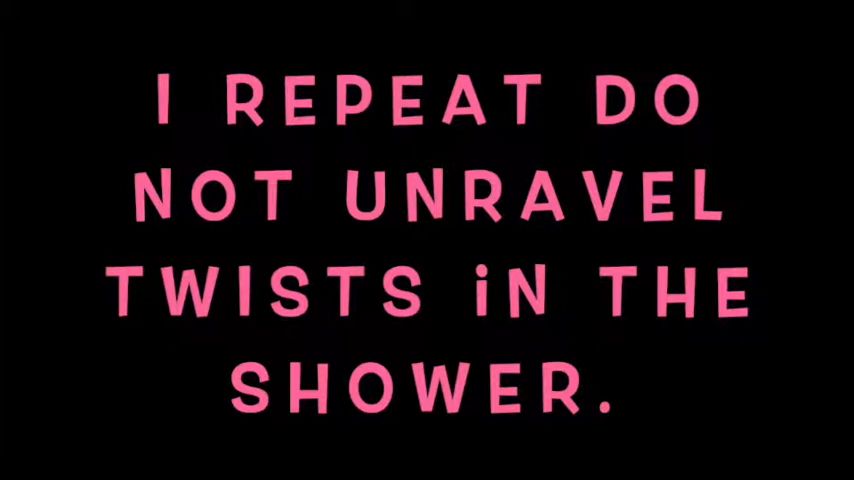 I REPEAT DO
NOT UNRAVEL
TWISTS iN THE
SHOWER.